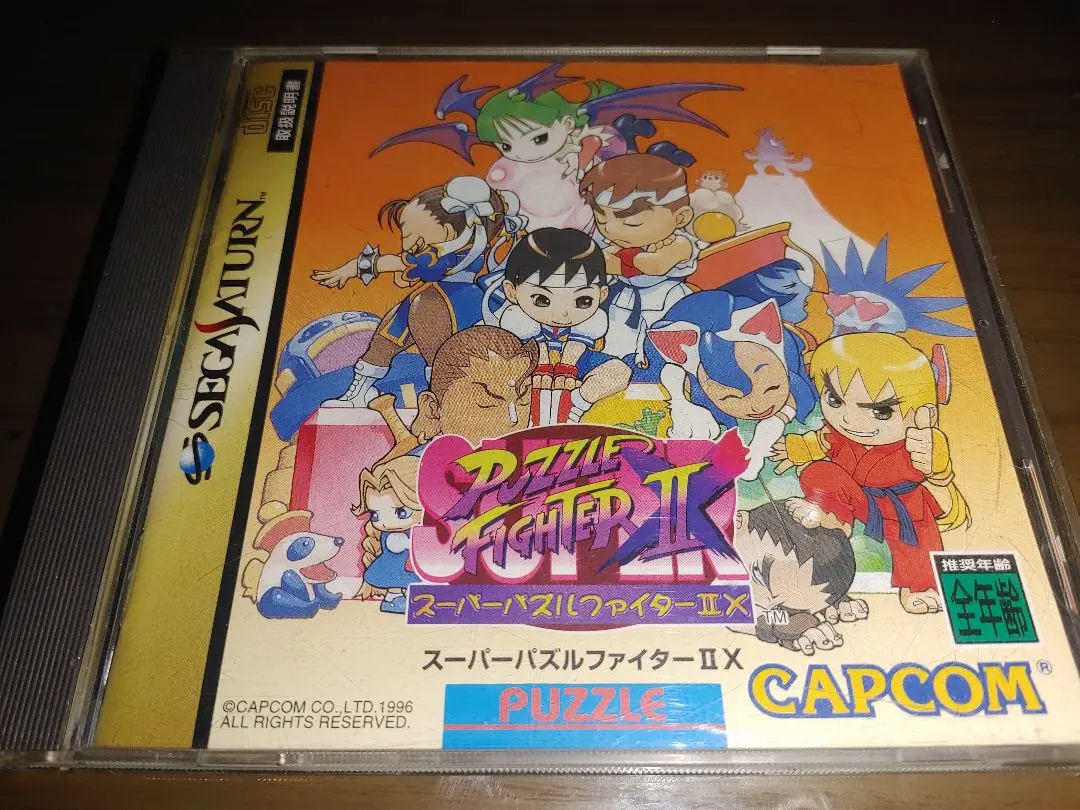 disc
取扱説明書
SEGA SATURN™
SUPER
PUZZLE
FIGHTER II X
スーパーパズルファイターⅡX
TM
スーパーパズルファイターⅡX
PUZZLE
©CAPCOM CO.,LTD.1996
ALL RIGHTS RESERVED.
推奨年齢
全年齢
CAPCOM®